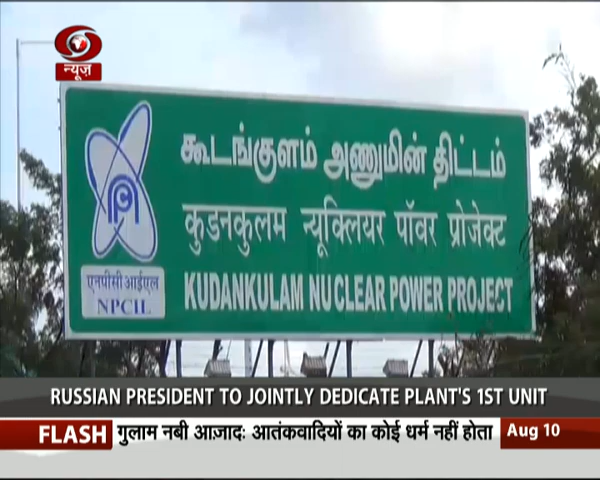 न्यूज़
கூடங்குளம் அணுமின் திட்டம்
कुडनकुलम न्यूक्लियर पॉवर प्रोजेक्ट
एनपीसीआईएल
NPCIL
KUDANKULAM NUCLEAR POWER PROJECT
RUSSIAN PRESIDENT TO JOINTLY DEDICATE PLANT'S 1ST UNIT
FLASH गुलाम नबी आज़ादः आतंकवादियों का कोई धर्म नहीं होता Aug 10